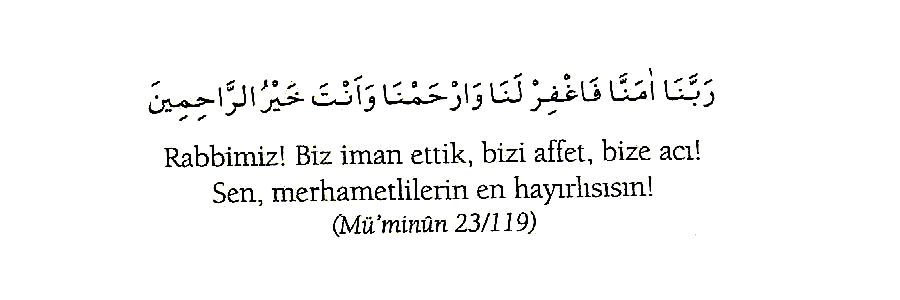 رَبَّنَا اٰمَنَّا فَاغْفِرْ لَنَا وَارْحَمْنَا وَاَنْتَ خَيْرُ الرَّاحِمِينَ
Rabbimiz! Biz iman ettik, bizi affet, bize acı!
Sen, merhametlilerin en hayırlısısın!
(Mü'minûn 23/119)